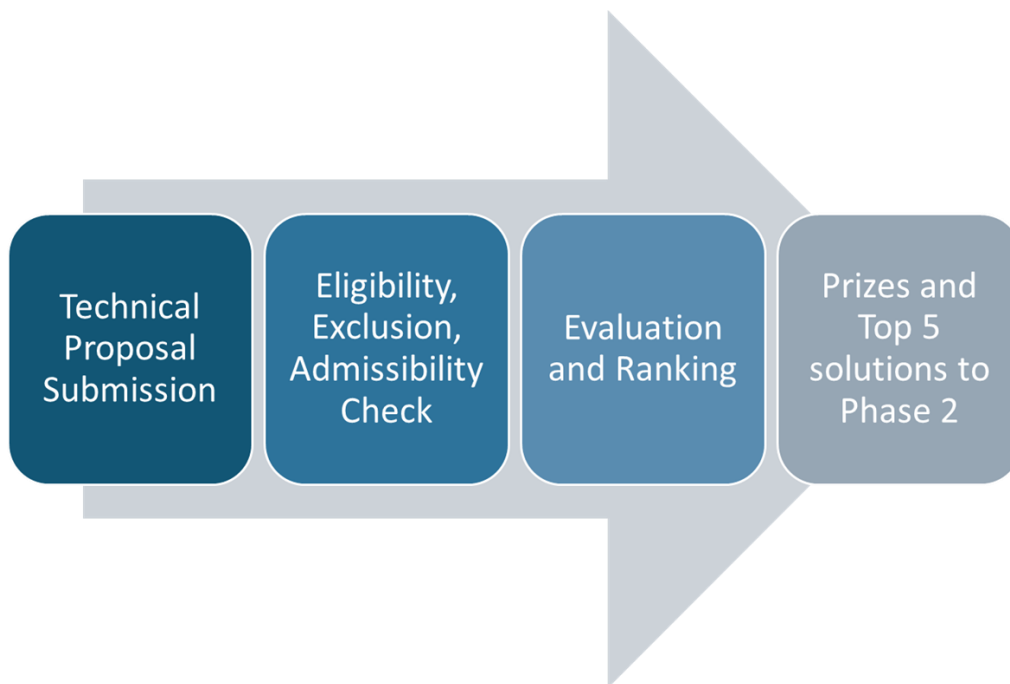 Technical
Proposal
Submission
Eligibility,
Exclusion,
Admissibility
Check
Evaluation
and Ranking
Prizes and
Top 5
solutions to
Phase 2